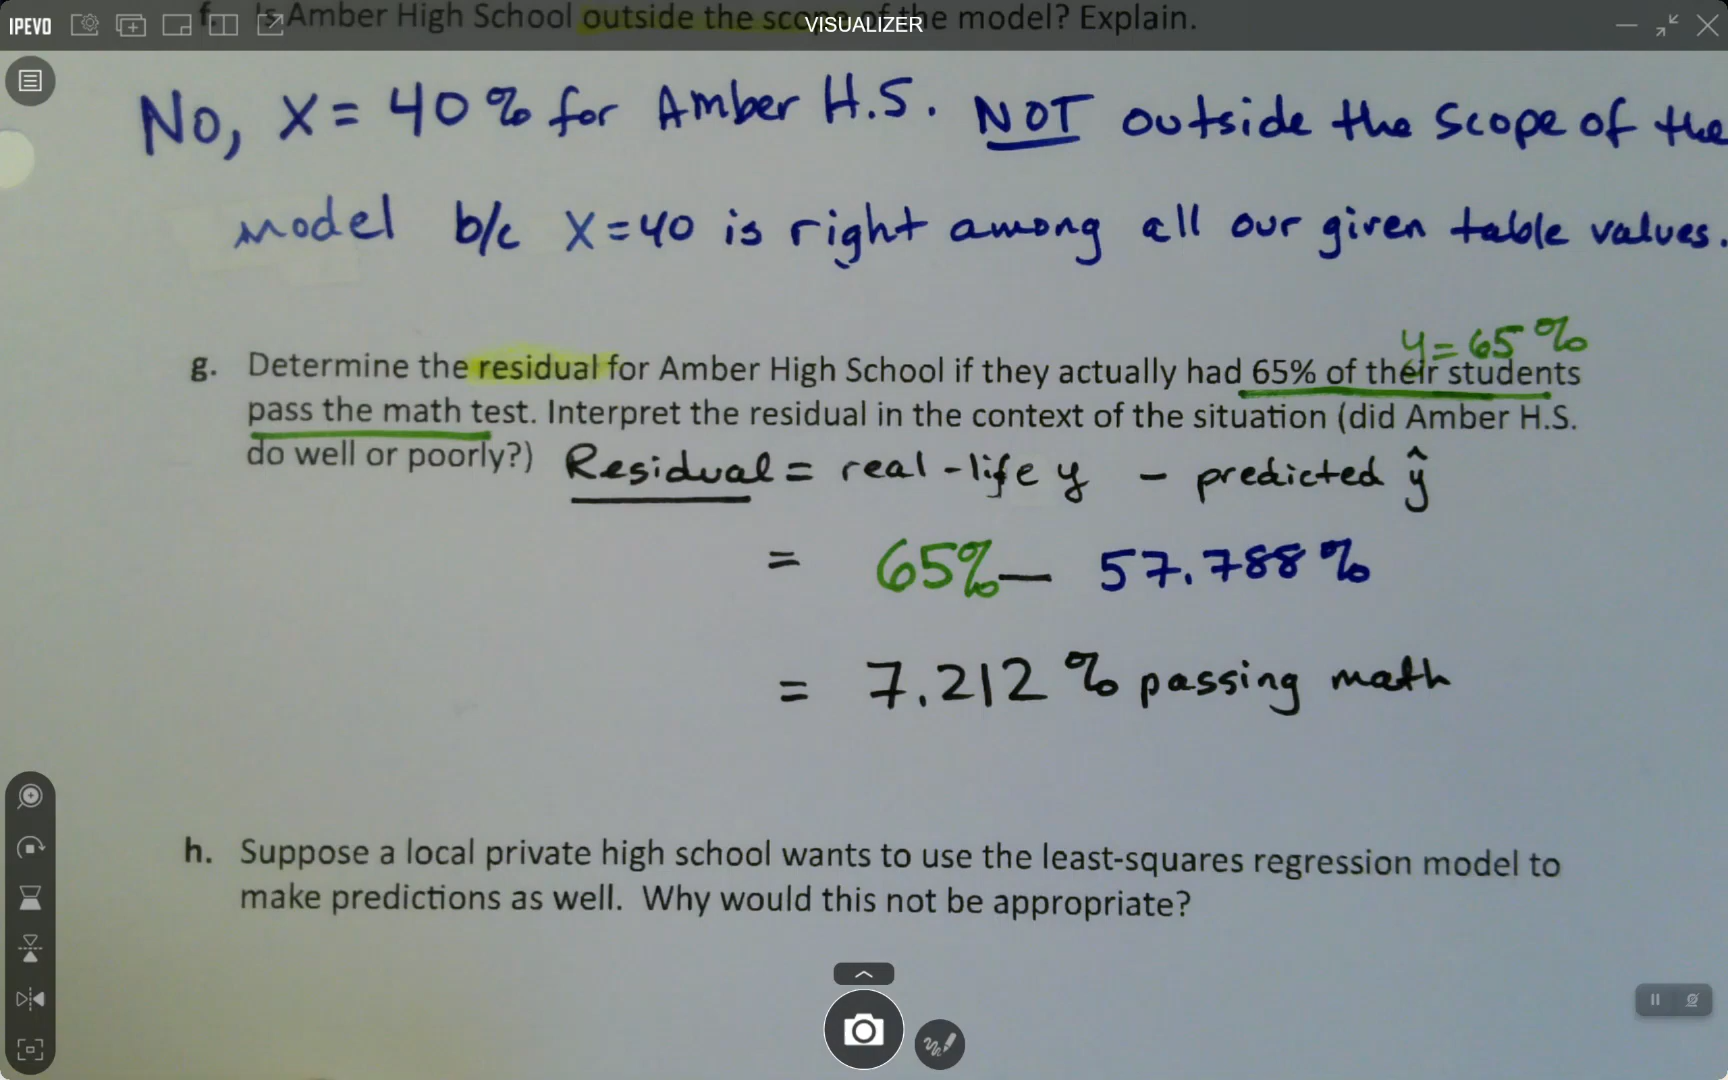 IPEVO
VISUALIZER
f. Is Amber High School outside the scope of the model? Explain.
No, X = 40% for Amber H.S. NOT outside the scope of the
model b/c X=40 is right among all our given table values.
y=65%
g. Determine the residual for Amber High School if they actually had 65% of their students
pass the math test. Interpret the residual in the context of the situation (did Amber H.S.
do well or poorly?) Residual = real-life y - predicted ŷ
= 65% - 57.788%
= 7.212 % passing math
h. Suppose a local private high school wants to use the least-squares regression model to
make predictions as well. Why would this not be appropriate?